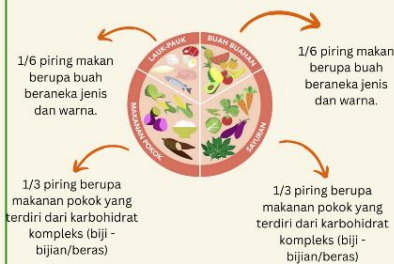 1/6 piring makan
berupa buah
beraneka jenis
dan warna.
LAUK-PAUK
BUAH BUAHAN
MAKANAN POKOK
SAYURAN
1/6 piring makan
berupa buah
beraneka jenis
dan warna.
1/3 piring berupa
makanan pokok yang
terdiri dari karbohidrat
kompleks (biji -
bijian/beras)
1/3 piring berupa
makanan pokok yang
terdiri dari karbohidrat
kompleks (biji -
bijian/beras)